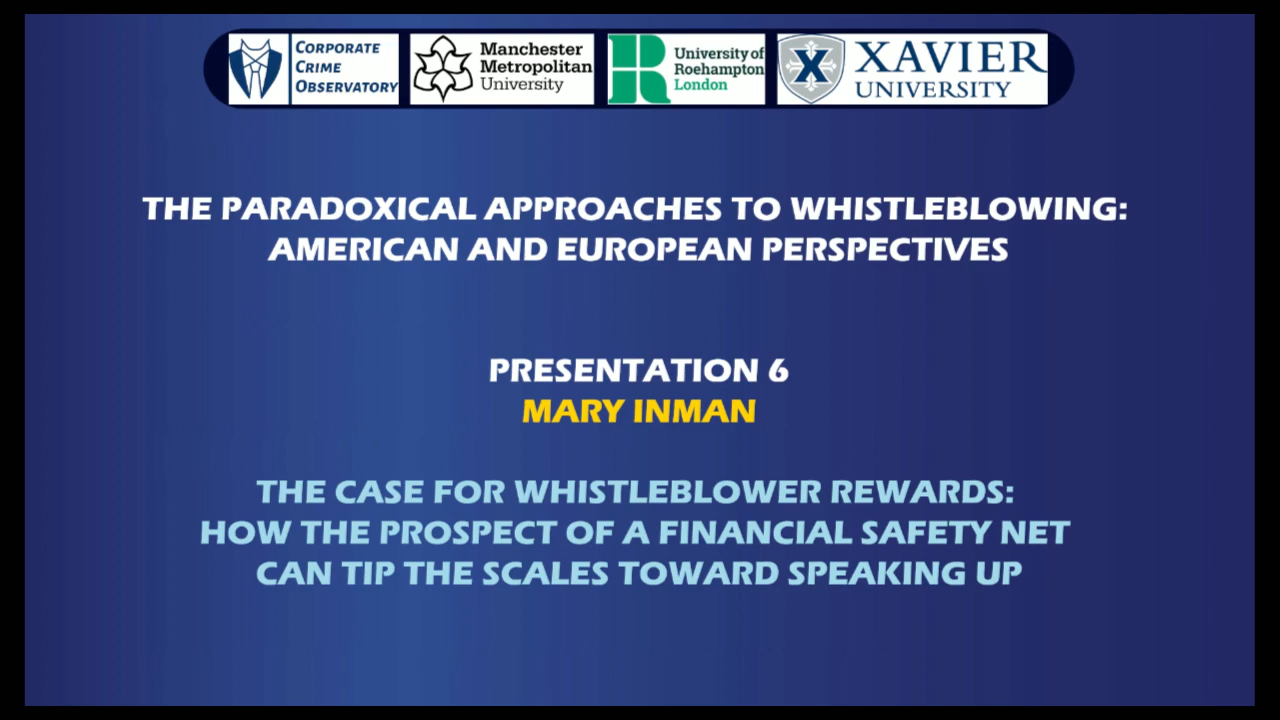 CORPORATE
CRIME
OBSERVATORY
Manchester
Metropolitan
University
University of
Roehampton
London
XAVIER
UNIVERSITY
THE PARADOXICAL APPROACHES TO WHISTLEBLOWING:
AMERICAN AND EUROPEAN PERSPECTIVES
PRESENTATION 6
MARY INMAN
THE CASE FOR WHISTLEBLOWER REWARDS:
HOW THE PROSPECT OF A FINANCIAL SAFETY NET
CAN TIP THE SCALES TOWARD SPEAKING UP